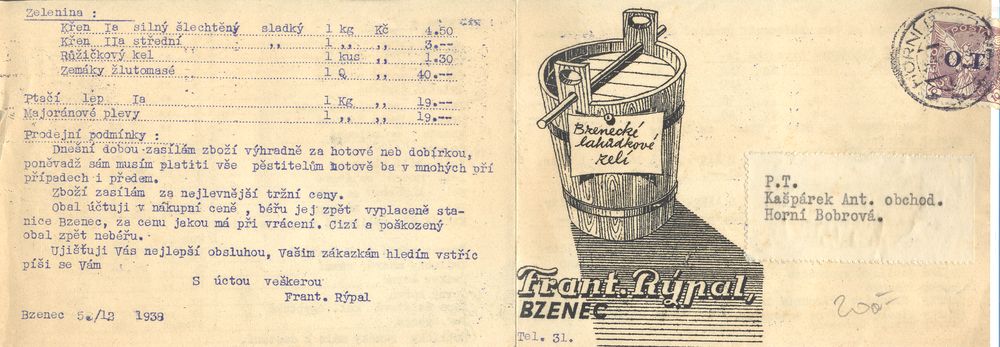 Zelenina :
Křen Ia silný šlechtěný sladký 1 kg Kč 4.50
Křen IIa střední ,, 1 ,, ,, 3.--
Růžičkový kel 1 kus ,, 1.30
Zemáky žlutomasé 1 Q ,, 40.--
Ptačí lep Ia 1 Kg ,, 19.--
Majoránové plevy 1 ,, ,, 19.--
Prodejní podmínky :
Dnešní dobou zasílám zboží výhradně za hotové neb dobírkou,
poněvadž sám musím platiti vše pěstitelům hotově ba v mnohých při
případech i předem.
Zboží zasílám za nejlevnější tržní ceny.
Obal účtuji v nákupní ceně , béřu jej zpět vyplaceně sta-
nice Bzenec, za cenu jakou má při vrácení. Cizí a poškozený
obal zpět neběřu.
Ujišťuji Vás nejlepší obsluhou, Vašim zákazkám hledím vstříc
píši se Vám
S úctou veškerou
Frant. Rýpal
Bzenec 5./12 1938
Bzenecké
lahůdkové
zelí
Frant. Rýpal,
BZENEC
Tel. 31.
HORNÍ
O.T.
P.T.
Kašpárek Ant. obchod.
Horní Bobrová.
200-